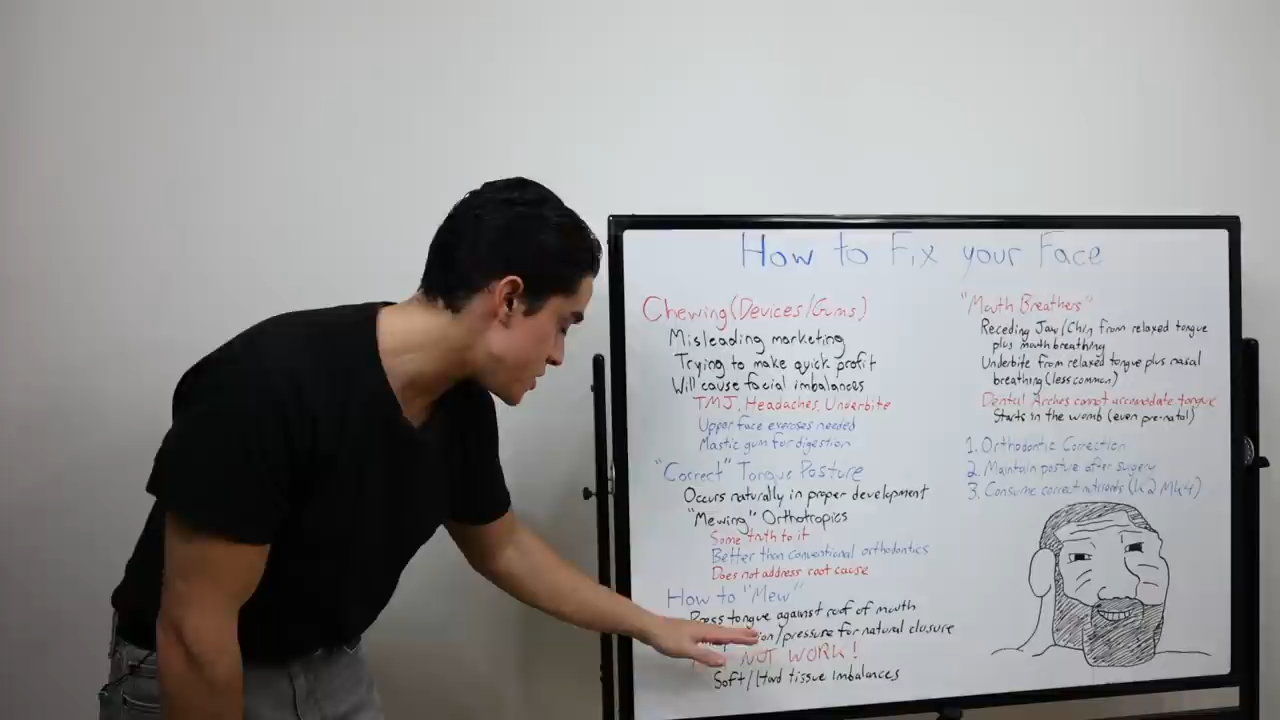 How to Fix your Face
Chewing (Devices/Gums)
Misleading marketing
Trying to make quick profit
Will cause facial imbalances
TMJ, Headaches, Underbite
Upper face exercises needed
Mastic gum for digestion
"Correct" Tongue Posture
Occurs naturally in proper development
"Mewing" Orthotropics
Some truth to it
Better than conventional orthodontics
Does not address root cause
How to "Mew"
Press tongue against roof of mouth
/pressure for natural closure
NOT WORK!
Soft/Hard tissue imbalances
"Mouth Breathers"
Receding Jaw/Chin from relaxed tongue
plus mouth breathing
Underbite from relaxed tongue plus nasal
breathing (less common)
Dental Arches cannot accomodate tongue
Starts in the womb (even pre-natal)
1. Orthodontic Correction
2. Maintain posture after surgery
3. Consume correct nutrients (K2 Mk4)